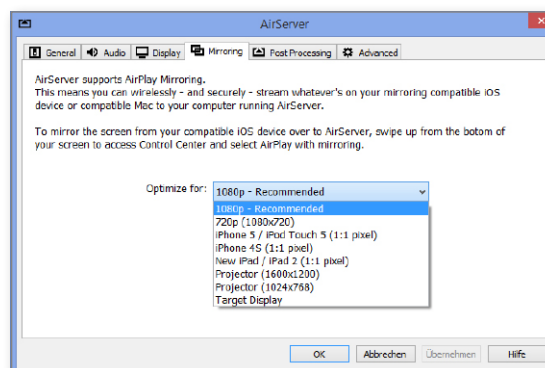 AirServer
General Audio Display Mirroring Post Processing Advanced
AirServer supports AirPlay Mirroring.
This means you can wirelessly - and securely - stream whatever's on your mirroring compatible iOS
device or compatible Mac to your computer running AirServer.
To mirror the screen from your compatible iOS device over to AirServer, swipe up from the botom of
your screen to access Control Center and select AirPlay with mirroring.
Optimize for: 1080p - Recommended
1080p - Recommended
720p (1080x720)
iPhone 5 / iPod Touch 5 (1:1 pixel)
iPhone 4S (1:1 pixel)
New iPad / iPad 2 (1:1 pixel)
Projector (1600x1200)
Projector (1024x768)
Target Display
OK Abbrechen Übernehmen Hilfe